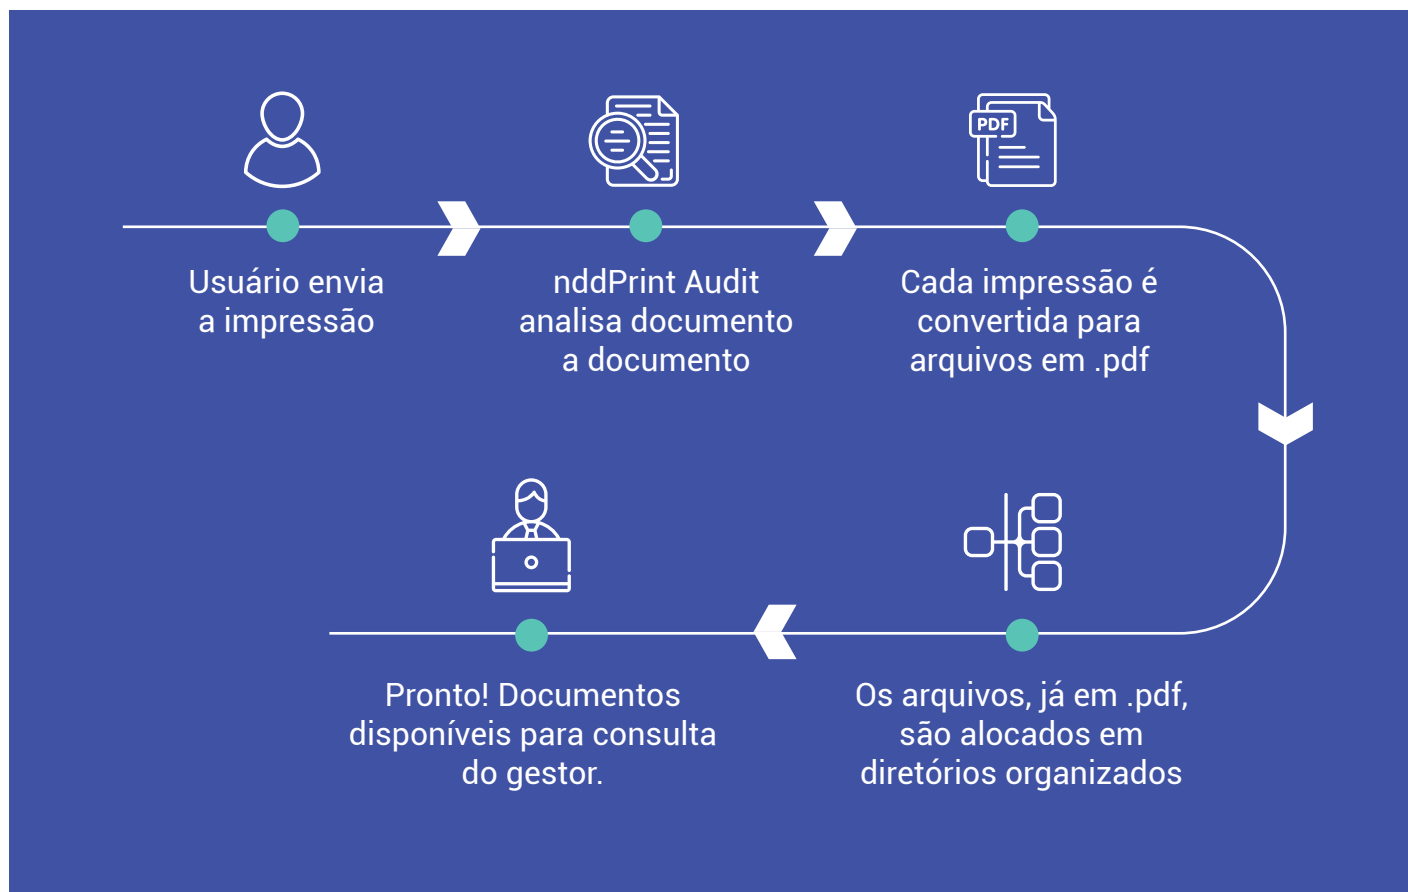 Usuário envia
a impressão
nddPrint Audit
analisa documento
a documento
PDF
Cada impressão é
convertida para
arquivos em .pdf
Os arquivos, já em .pdf,
são alocados em
diretórios organizados
Pronto! Documentos
disponíveis para consulta
do gestor.